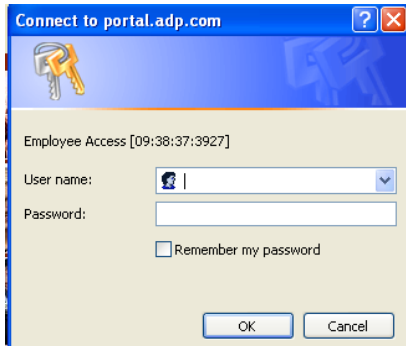 Connect to portal.adp.com
Employee Access [09:38:37:3927]
User name:
Password:
Remember my password
OK Cancel